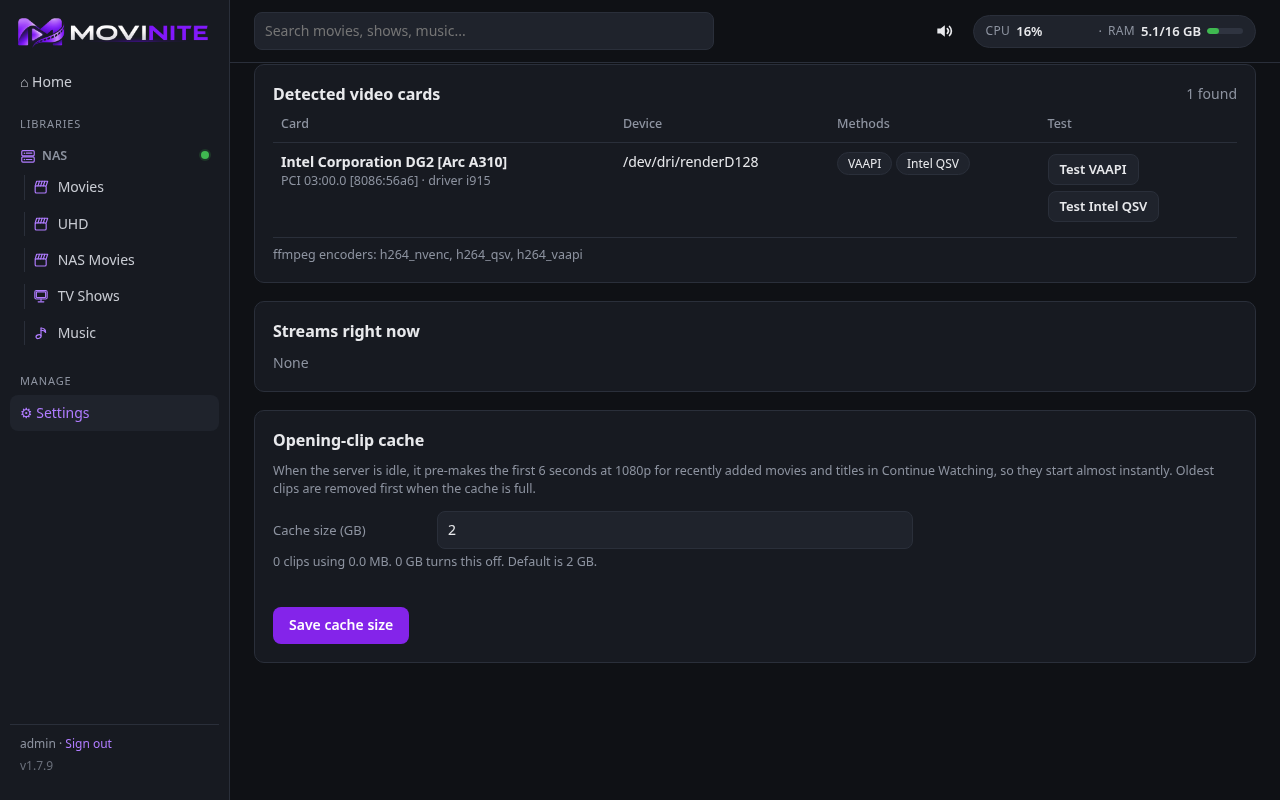 MOVINITE
Search movies, shows, music...
CPU 16% · RAM 5.1/16 GB
⌂ Home
LIBRARIES
NAS
Movies
UHD
NAS Movies
TV Shows
Music
MANAGE
⚙ Settings
admin · Sign out
v1.7.9
Detected video cards
1 found
Card Device Methods Test
Intel Corporation DG2 [Arc A310] /dev/dri/renderD128 VAAPI Intel QSV Test VAAPI
PCI 03:00.0 [8086:56a6] · driver i915
Test Intel QSV
ffmpeg encoders: h264_nvenc, h264_qsv, h264_vaapi
Streams right now
None
Opening-clip cache
When the server is idle, it pre-makes the first 6 seconds at 1080p for recently added movies and titles in Continue Watching, so they start almost instantly. Oldest
clips are removed first when the cache is full.
Cache size (GB) 2
0 clips using 0.0 MB. 0 GB turns this off. Default is 2 GB.
Save cache size